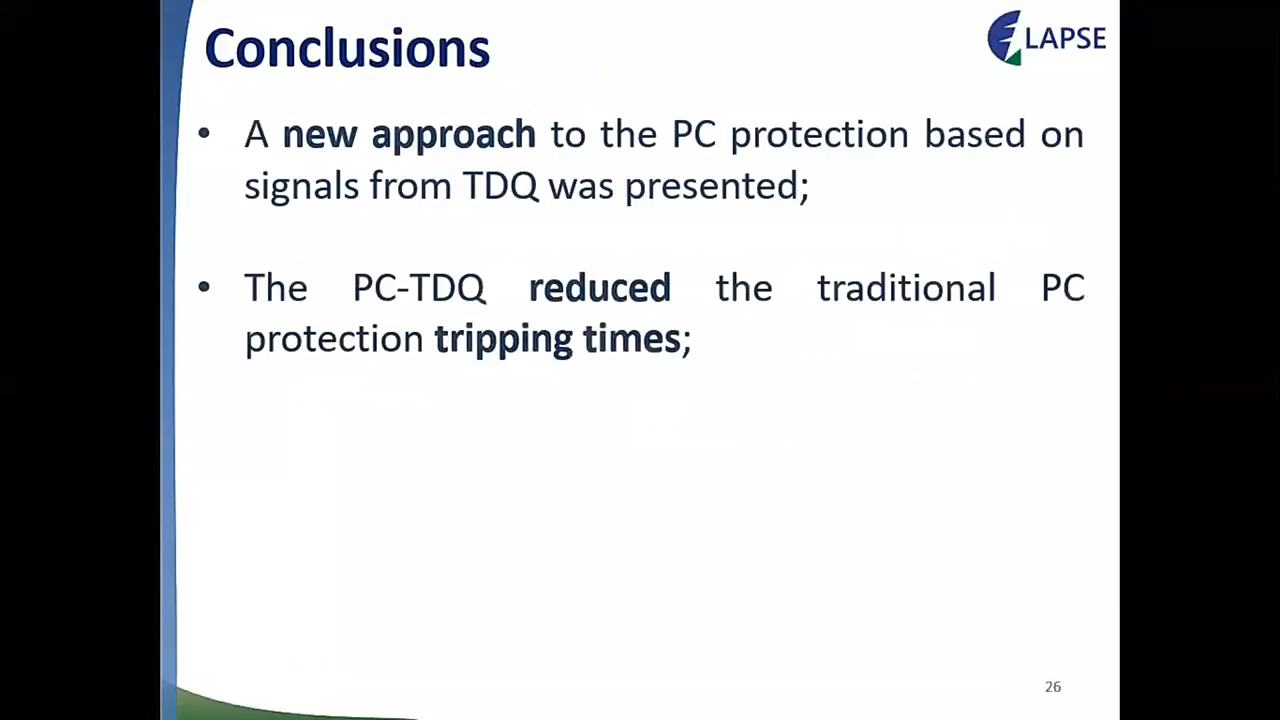 Conclusions
LAPSE
• A new approach to the PC protection based on
signals from TDQ was presented;
• The PC-TDQ reduced the traditional PC
protection tripping times;
26